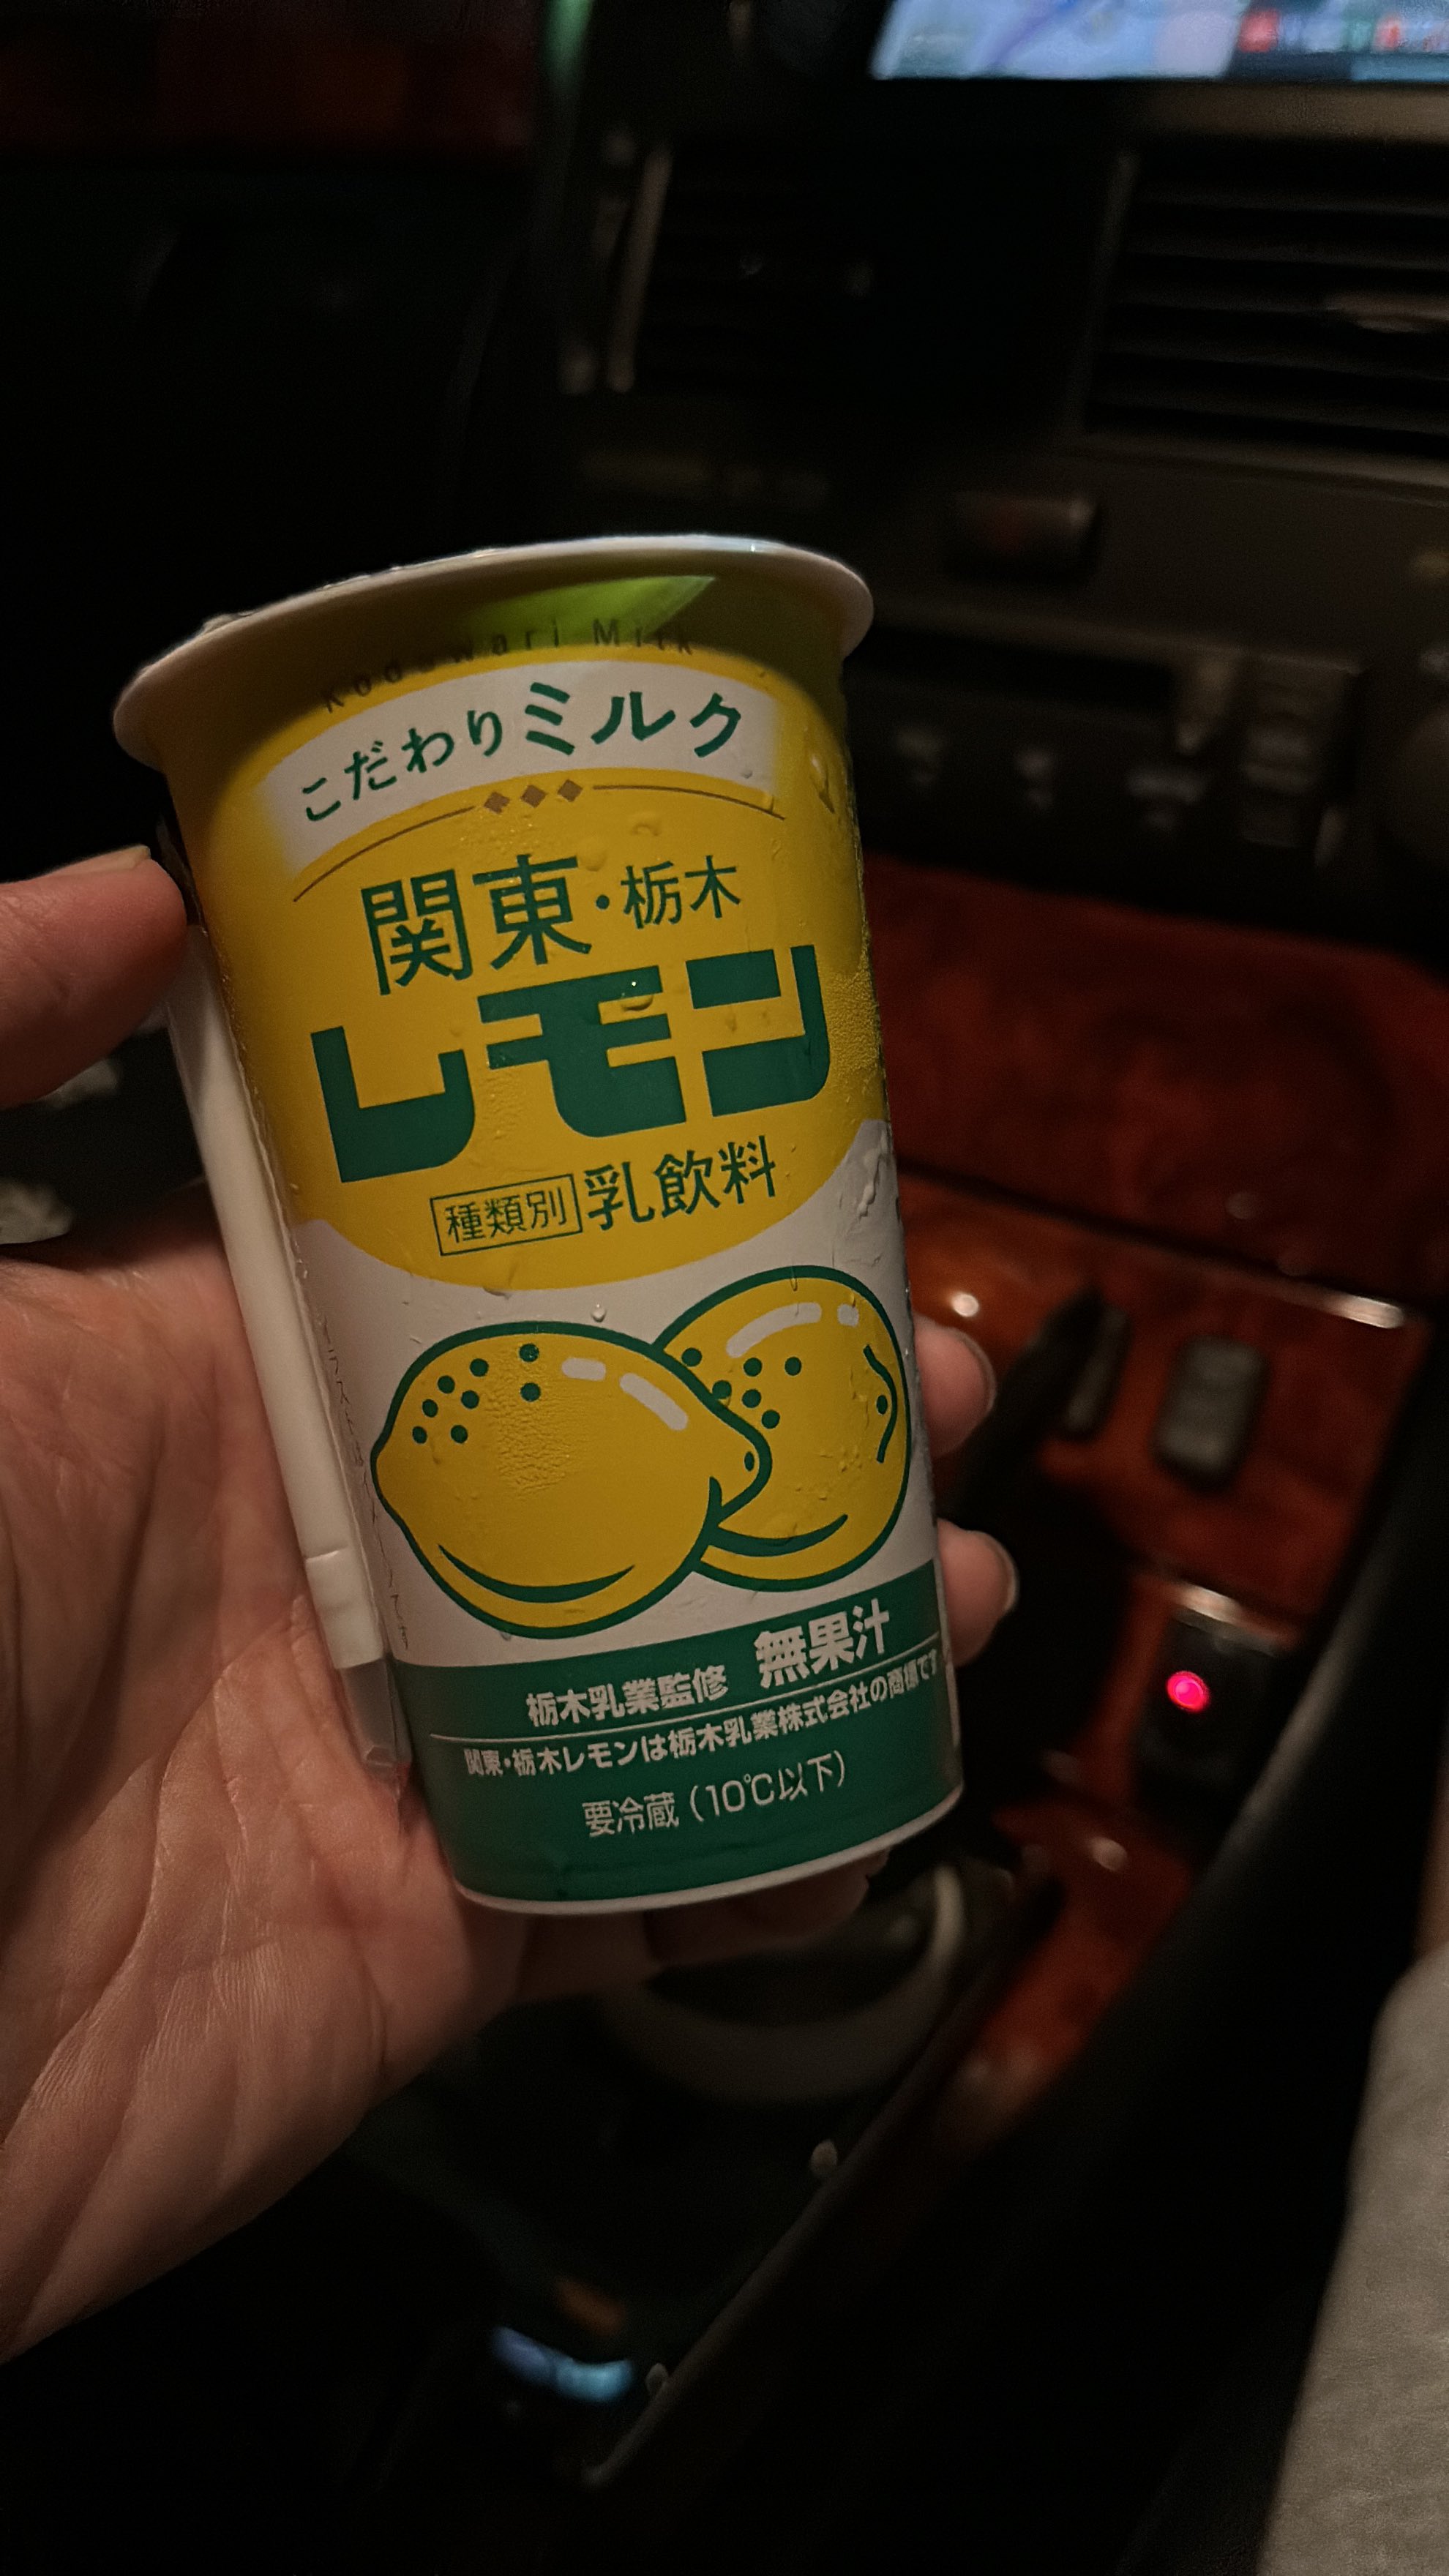 Kodawari Milk
こだわりミルク
関東・栃木
レモン
種類別 乳飲料
栃木乳業監修 無果汁
関東・栃木レモンは栃木乳業株式会社の商標です
要冷蔵（10℃以下）